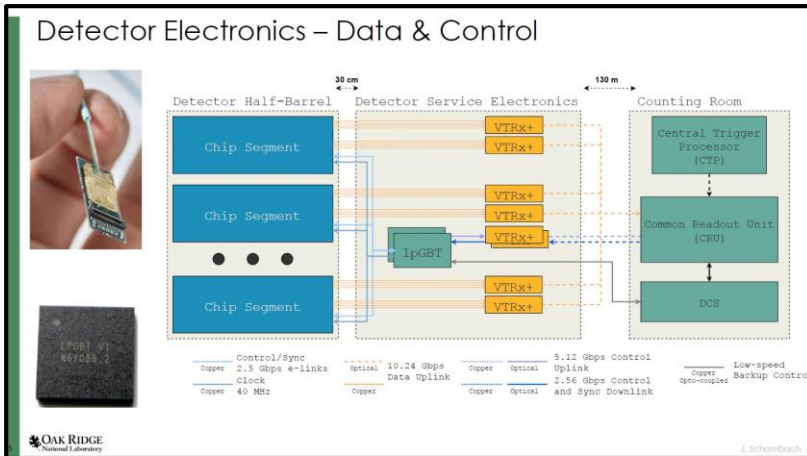 Detector Electronics – Data & Control
30 cm
130 m
Detector Half-Barrel
Detector Service Electronics
Counting Room
Chip Segment
Chip Segment
Chip Segment
VTRx+
VTRx+
VTRx+
VTRx+
VTRx+
VTRx+
VTRx+
lpGBT
Central Trigger
Processor
(CTP)
Common Readout Unit
(CRU)
DCS
LPGBT V1
N6Y086.2
Control/Sync
Copper 2.5 Gbps e-links
Clock
Copper 40 MHz
Optical 10.24 Gbps
Data Uplink
Copper
Copper Optical 5.12 Gbps Control
Uplink
Copper Optical 2.56 Gbps Control
and Sync Downlink
Copper
Opto-coupled
Low-speed
Backup Control
OAK RIDGE
National Laboratory
J. Schambach